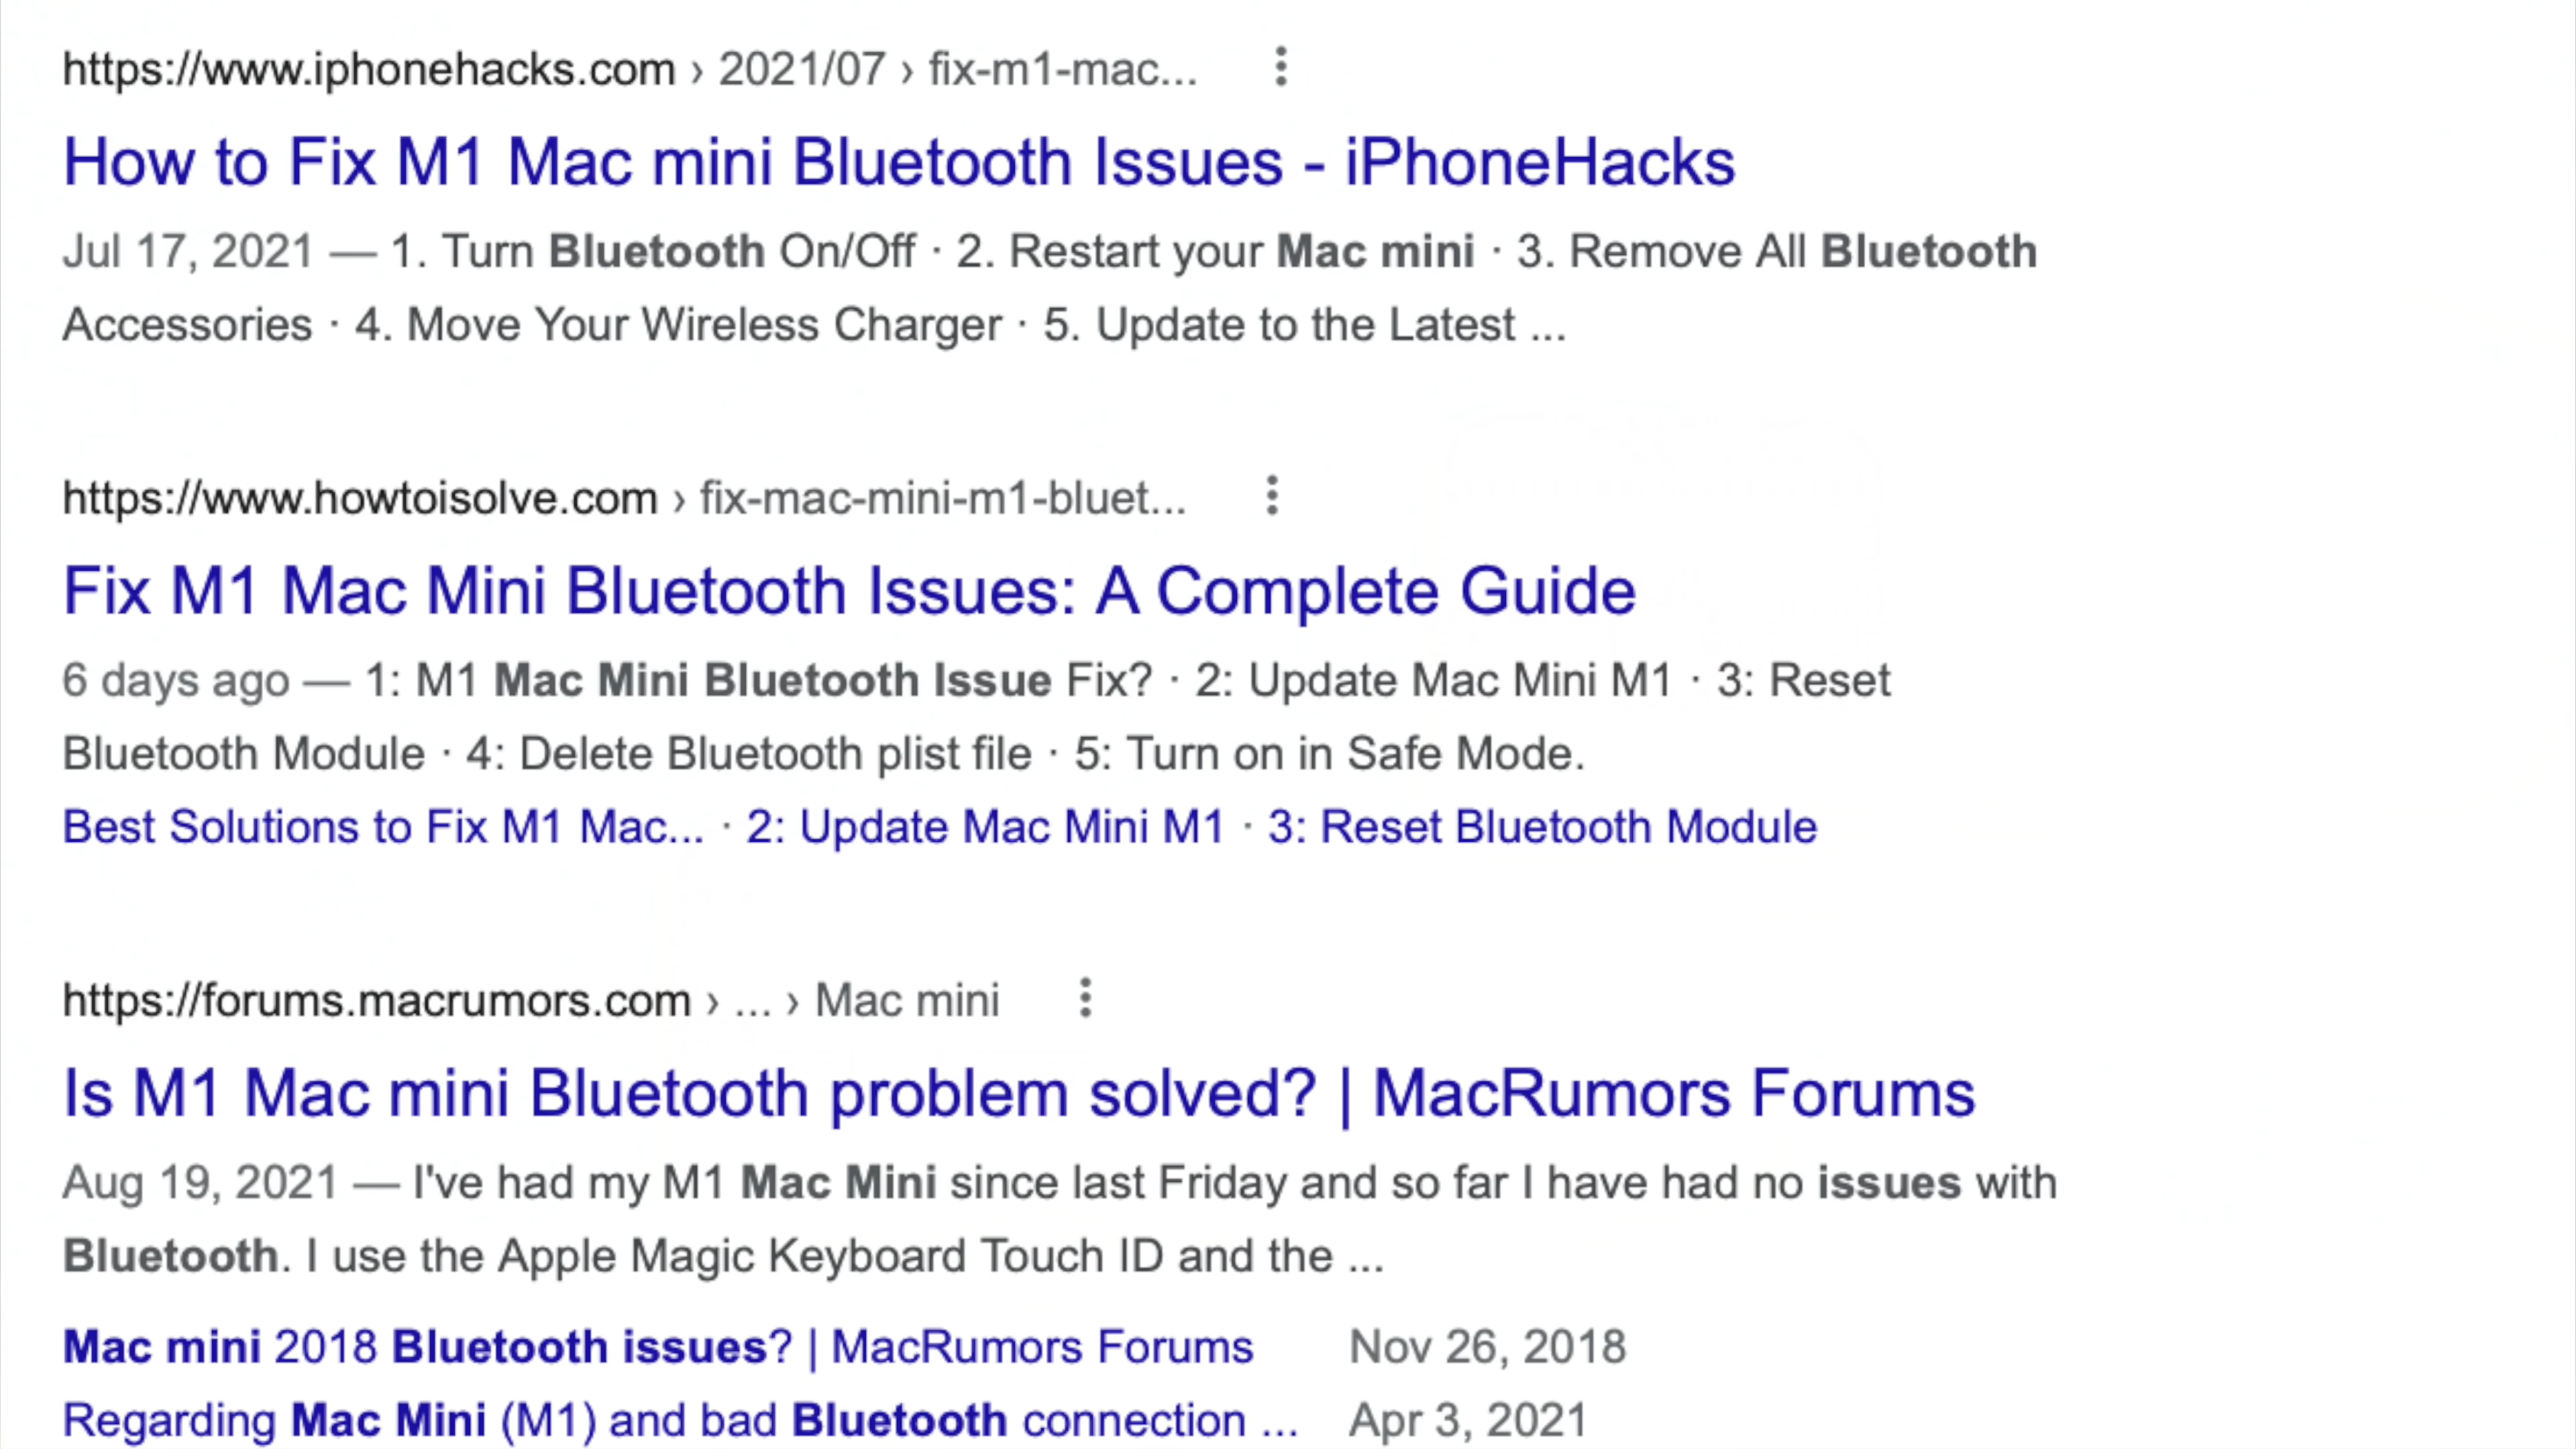 https://www.iphonehacks.com › 2021/07 › fix-m1-mac...
How to Fix M1 Mac mini Bluetooth Issues - iPhoneHacks
Jul 17, 2021 — 1. Turn Bluetooth On/Off · 2. Restart your Mac mini · 3. Remove All Bluetooth
Accessories · 4. Move Your Wireless Charger · 5. Update to the Latest ...
https://www.howtoisolve.com › fix-mac-mini-m1-bluet...
Fix M1 Mac Mini Bluetooth Issues: A Complete Guide
6 days ago — 1: M1 Mac Mini Bluetooth Issue Fix? · 2: Update Mac Mini M1 · 3: Reset
Bluetooth Module · 4: Delete Bluetooth plist file · 5: Turn on in Safe Mode.
Best Solutions to Fix M1 Mac... · 2: Update Mac Mini M1 · 3: Reset Bluetooth Module
https://forums.macrumors.com › ... › Mac mini
Is M1 Mac mini Bluetooth problem solved? | MacRumors Forums
Aug 19, 2021 — I've had my M1 Mac Mini since last Friday and so far I have had no issues with
Bluetooth. I use the Apple Magic Keyboard Touch ID and the ...
Mac mini 2018 Bluetooth issues? | MacRumors Forums Nov 26, 2018
Regarding Mac Mini (M1) and bad Bluetooth connection ... Apr 3, 2021